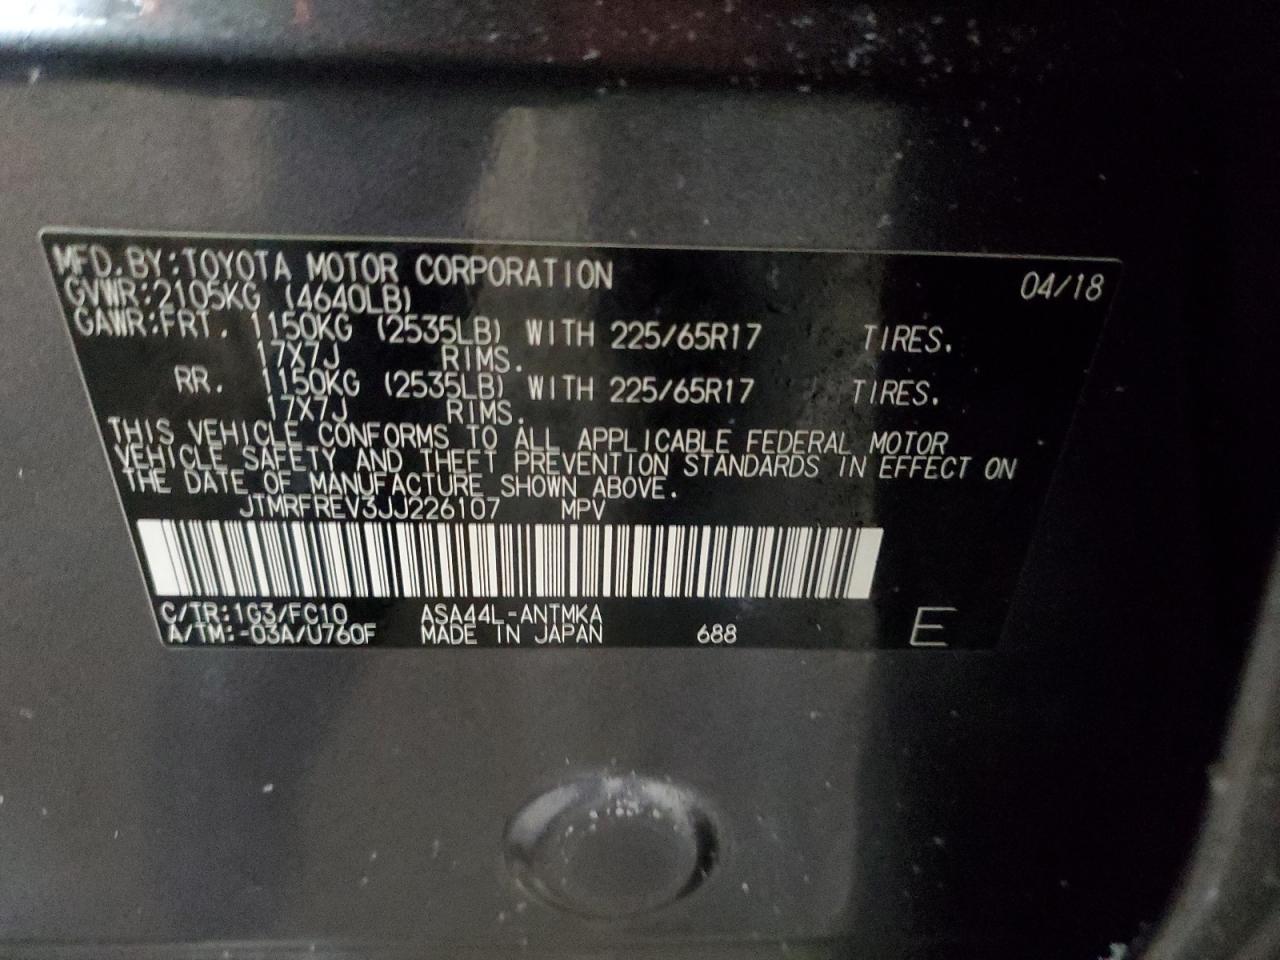 MFD.BY:TOYOTA MOTOR CORPORATION 04/18
GVWR:2105KG (4640LB)
GAWR:FRT. 1150KG (2535LB) WITH 225/65R17 TIRES.
17X7J RIMS.
RR. 1150KG (2535LB) WITH 225/65R17 TIRES.
17X7J RIMS.
THIS VEHICLE CONFORMS TO ALL APPLICABLE FEDERAL MOTOR
VEHICLE SAFETY AND THEFT PREVENTION STANDARDS IN EFFECT ON
THE DATE OF MANUFACTURE SHOWN ABOVE.
JTMRFREV3JJ226107 MPV
C/TR:1G3/FC10 ASA44L-ANTMKA
A/TM:-03A/U760F MADE IN JAPAN 688 E